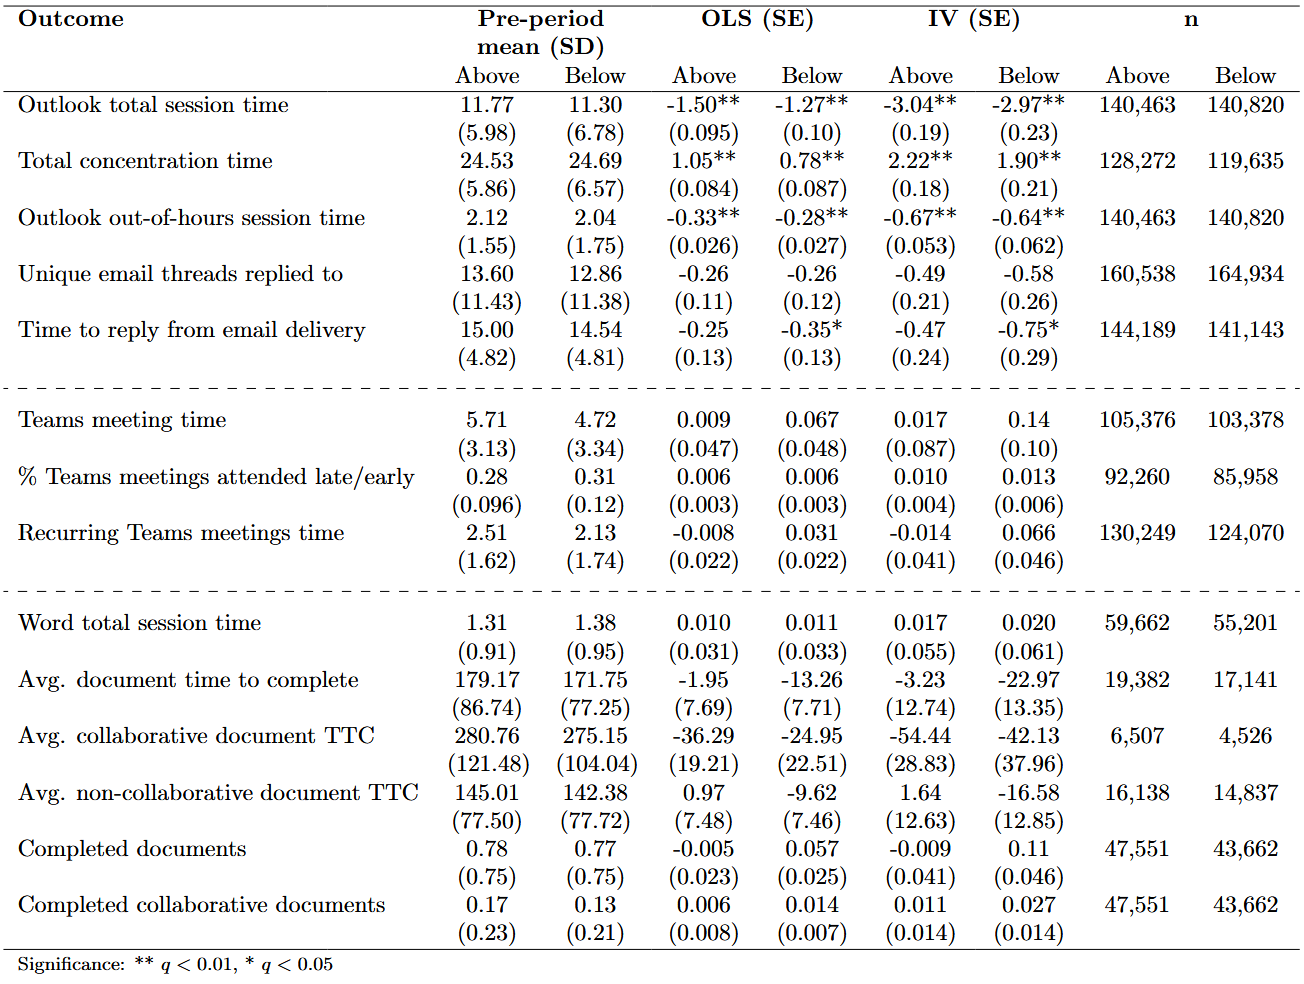 Outcome Pre-period OLS (SE) IV (SE) n
mean (SD)
Above Below Above Below Above Below Above Below
Outlook total session time 11.77 11.30 -1.50** -1.27** -3.04** -2.97** 140,463 140,820
(5.98) (6.78) (0.095) (0.10) (0.19) (0.23)
Total concentration time 24.53 24.69 1.05** 0.78** 2.22** 1.90** 128,272 119,635
(5.86) (6.57) (0.084) (0.087) (0.18) (0.21)
Outlook out-of-hours session time 2.12 2.04 -0.33** -0.28** -0.67** -0.64** 140,463 140,820
(1.55) (1.75) (0.026) (0.027) (0.053) (0.062)
Unique email threads replied to 13.60 12.86 -0.26 -0.26 -0.49 -0.58 160,538 164,934
(11.43) (11.38) (0.11) (0.12) (0.21) (0.26)
Time to reply from email delivery 15.00 14.54 -0.25 -0.35* -0.47 -0.75* 144,189 141,143
(4.82) (4.81) (0.13) (0.13) (0.24) (0.29)
Teams meeting time 5.71 4.72 0.009 0.067 0.017 0.14 105,376 103,378
(3.13) (3.34) (0.047) (0.048) (0.087) (0.10)
% Teams meetings attended late/early 0.28 0.31 0.006 0.006 0.010 0.013 92,260 85,958
(0.096) (0.12) (0.003) (0.003) (0.004) (0.006)
Recurring Teams meetings time 2.51 2.13 -0.008 0.031 -0.014 0.066 130,249 124,070
(1.62) (1.74) (0.022) (0.022) (0.041) (0.046)
Word total session time 1.31 1.38 0.010 0.011 0.017 0.020 59,662 55,201
(0.91) (0.95) (0.031) (0.033) (0.055) (0.061)
Avg. document time to complete 179.17 171.75 -1.95 -13.26 -3.23 -22.97 19,382 17,141
(86.74) (77.25) (7.69) (7.71) (12.74) (13.35)
Avg. collaborative document TTC 280.76 275.15 -36.29 -24.95 -54.44 -42.13 6,507 4,526
(121.48) (104.04) (19.21) (22.51) (28.83) (37.96)
Avg. non-collaborative document TTC 145.01 142.38 0.97 -9.62 1.64 -16.58 16,138 14,837
(77.50) (77.72) (7.48) (7.46) (12.63) (12.85)
Completed documents 0.78 0.77 -0.005 0.057 -0.009 0.11 47,551 43,662
(0.75) (0.75) (0.023) (0.025) (0.041) (0.046)
Completed collaborative documents 0.17 0.13 0.006 0.014 0.011 0.027 47,551 43,662
(0.23) (0.21) (0.008) (0.007) (0.014) (0.014)
Significance: ** q < 0.01, * q < 0.05